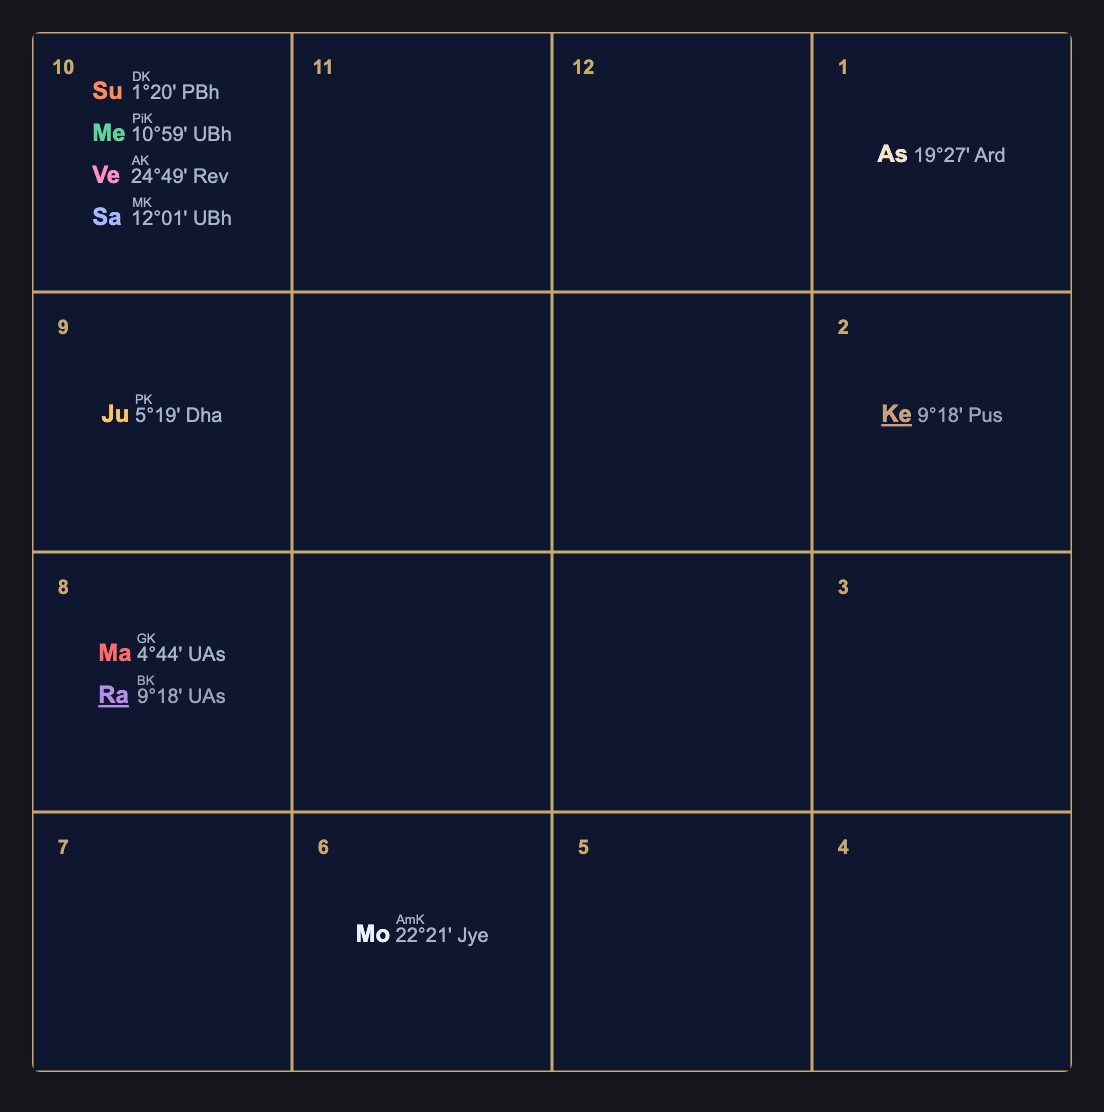 10
DK
Su 1°20' PBh
PiK
Me 10°59' UBh
AK
Ve 24°49' Rev
MK
Sa 12°01' UBh
11
12
1
As 19°27' Ard
9
PK
Ju 5°19' Dha
2
Ke 9°18' Pus
8
GK
Ma 4°44' UAs
BK
Ra 9°18' UAs
3
7
6
AmK
Mo 22°21' Jye
5
4